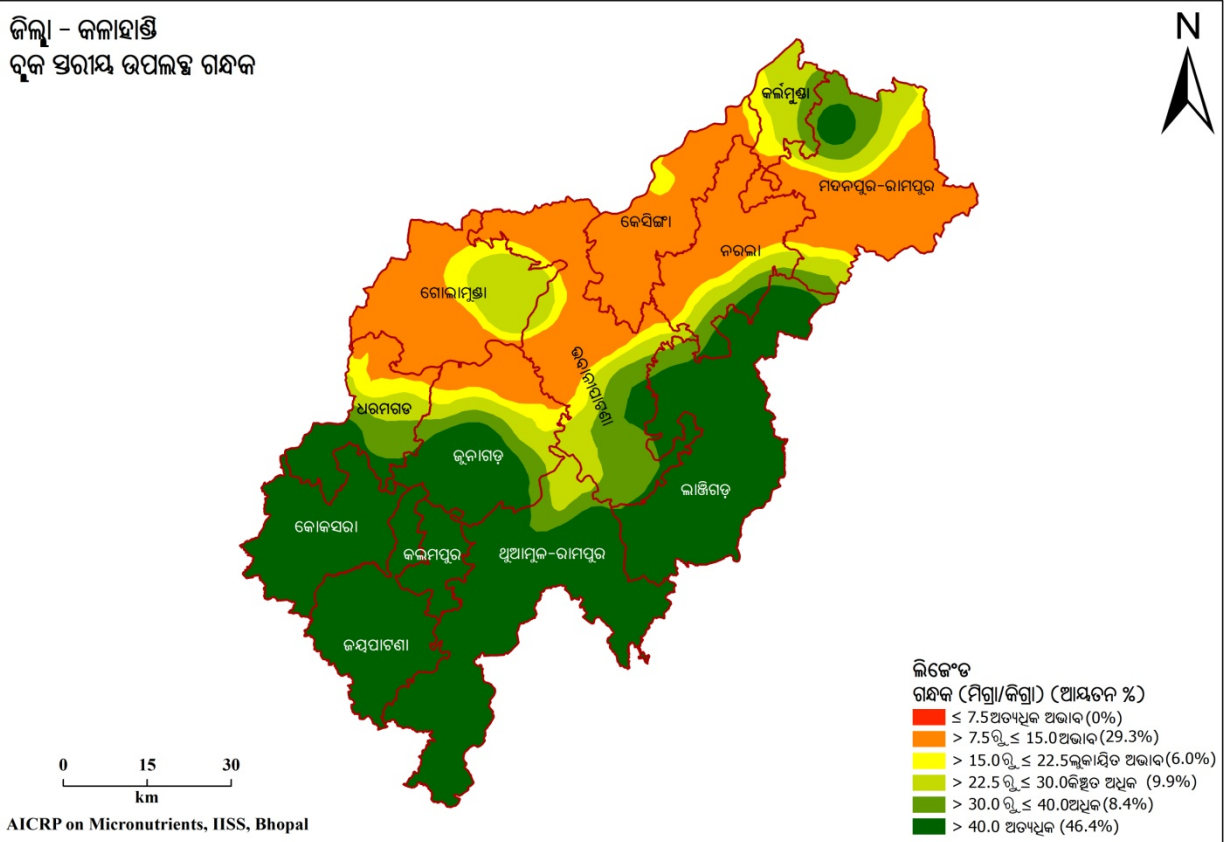 ଜିଲ୍ଲା - କଳାହାଣ୍ଡି
ବ୍ଲକ ସ୍ତରୀୟ ଉପଲବ୍ଧ ଗନ୍ଧକ
N
କର୍ଲମୁଣ୍ଡା
ମଦନପୁର-ରାମପୁର
କେସିଙ୍ଗା
ନରଲା
ଗୋଲାମୁଣ୍ଡା
ଭବାନୀପାଟଣା
ଧରମଗଡ
ଜୁନାଗଡ଼
ଲାଞ୍ଜିଗଡ଼
କୋକସରା
କଲମପୁର
ଥୁଆମୁଳ-ରାମପୁର
ଜୟପାଟଣା
ଲିଜେଂଡ
ଗନ୍ଧକ (ମିଗ୍ରା/କିଗ୍ରା) (ଆୟତନ %)
≤ 7.5ଅତ୍ୟଧିକ ଅଭାବ(0%)
> 7.5ରୁ ≤ 15.0ଅଭାବ(29.3%)
> 15.0ରୁ ≤ 22.5ଲୁକାୟିତ ଅଭାବ(6.0%)
> 22.5 ରୁ ≤ 30.0କିଞ୍ଚିତ ଅଧିକ (9.9%)
> 30.0 ରୁ ≤ 40.0ଅଧିକ(8.4%)
> 40.0 ଅତ୍ୟଧିକ (46.4%)
0 15 30
km
AICRP on Micronutrients, IISS, Bhopal